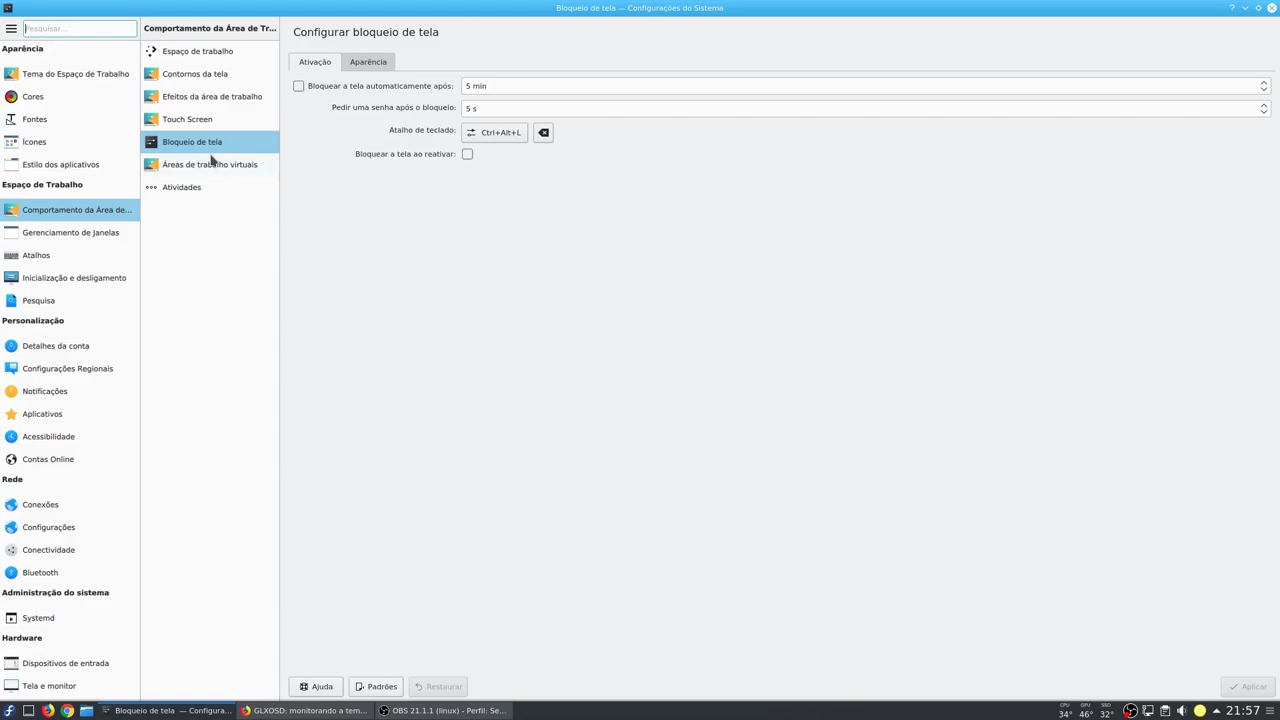 Bloqueio de tela — Configurações do Sistema
Pesquisar...
Aparência
Tema do Espaço de Trabalho
Cores
Fontes
Ícones
Estilo dos aplicativos
Espaço de Trabalho
Comportamento da Área de...
Gerenciamento de Janelas
Atalhos
Inicialização e desligamento
Pesquisa
Personalização
Detalhes da conta
Configurações Regionais
Notificações
Aplicativos
Acessibilidade
Contas Online
Rede
Conexões
Configurações
Conectividade
Bluetooth
Administração do sistema
Systemd
Hardware
Dispositivos de entrada
Tela e monitor
Comportamento da Área de Tr...
Espaço de trabalho
Contornos da tela
Efeitos da área de trabalho
Touch Screen
Bloqueio de tela
Áreas de trabalho virtuais
Atividades
Configurar bloqueio de tela
Ativação Aparência
Bloquear a tela automaticamente após: 5 min
Pedir uma senha após o bloqueio: 5 s
Atalho de teclado: Ctrl+Alt+L
Bloquear a tela ao reativar:
Ajuda Padrões Restaurar Aplicar
Bloqueio de tela — Configura...
GLXOSD: monitorando a tem...
OBS 21.1.1 (linux) - Perfil: Se...
CPU GPU SSD
34° 46° 32°
21:57